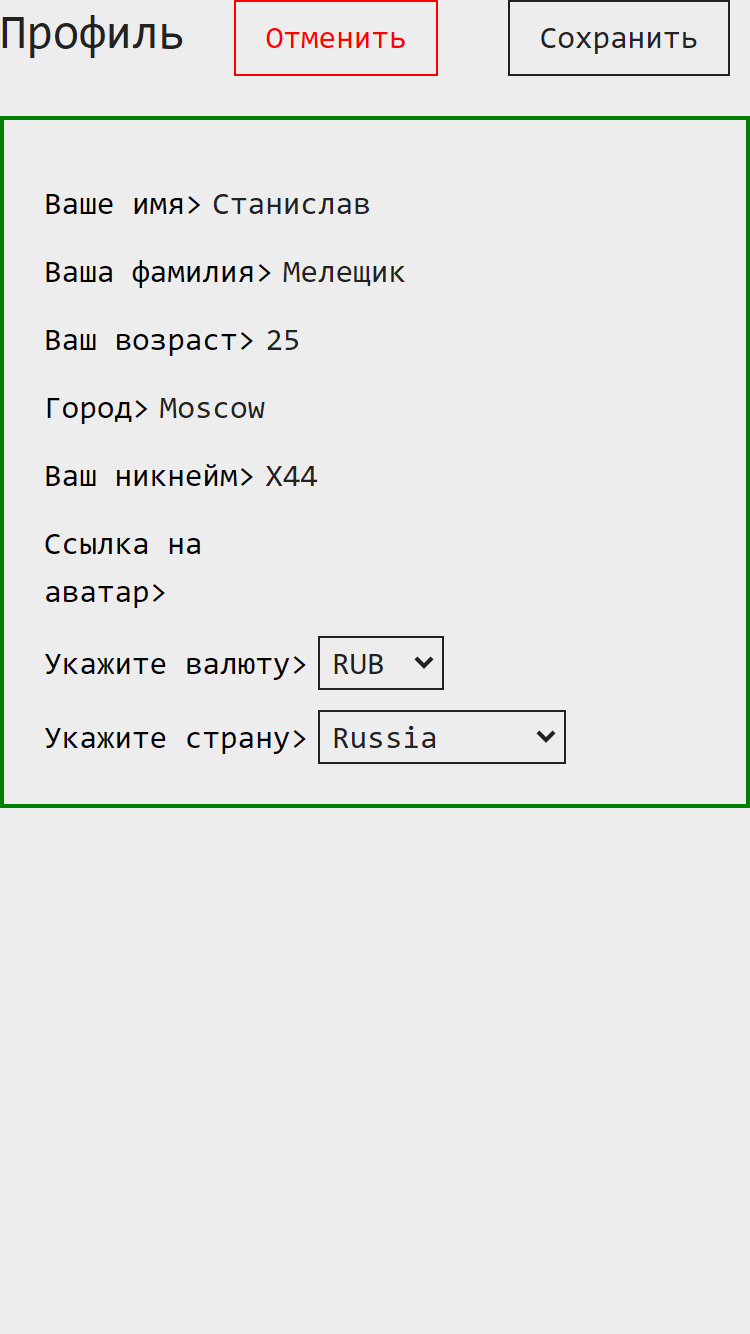 Профиль Отменить Сохранить
Ваше имя> Станислав
Ваша фамилия> Мелещик
Ваш возраст> 25
Город> Moscow
Ваш никнейм> X44
Ссылка на
аватар>
Укажите валюту> RUB
Укажите страну> Russia